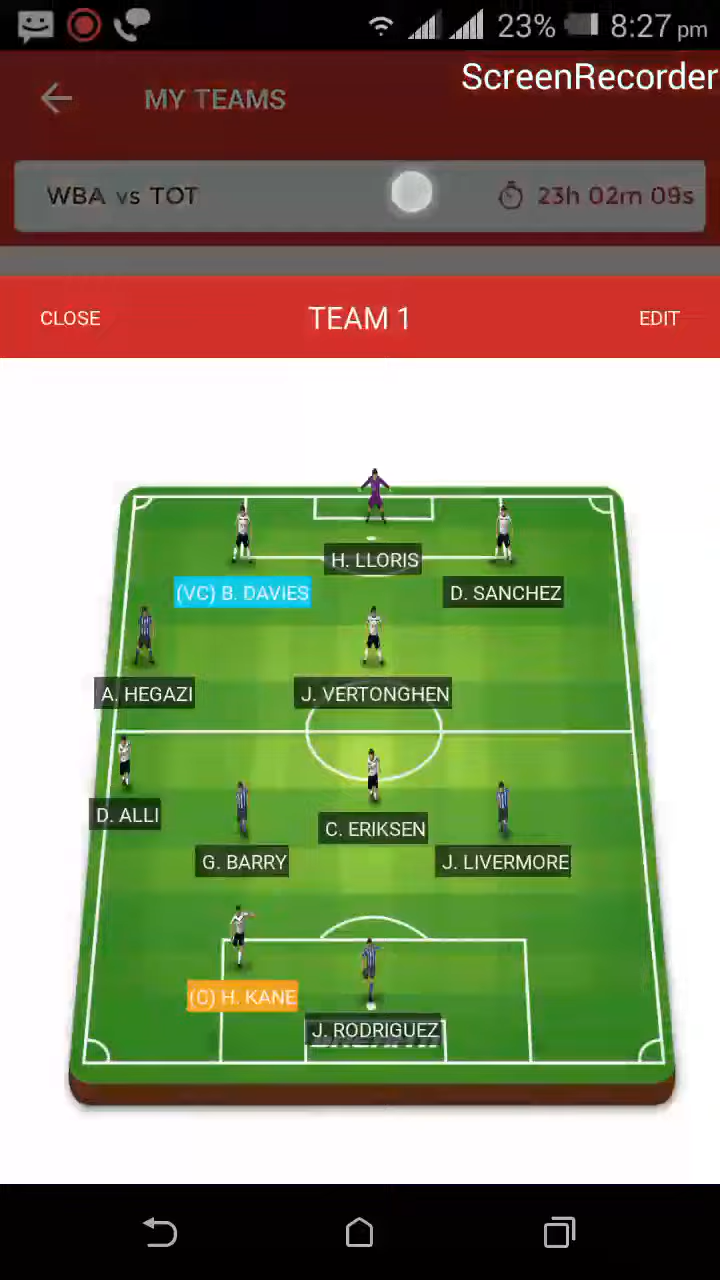 23% 8:27 pm
ScreenRecorder
MY TEAMS
WBA vs TOT 23h 02m 09s
CLOSE TEAM 1 EDIT
H. LLORIS
(VC) B. DAVIES D. SANCHEZ
A. HEGAZI J. VERTONGHEN
D. ALLI C. ERIKSEN
G. BARRY J. LIVERMORE
(C) H. KANE
J. RODRIGUEZ